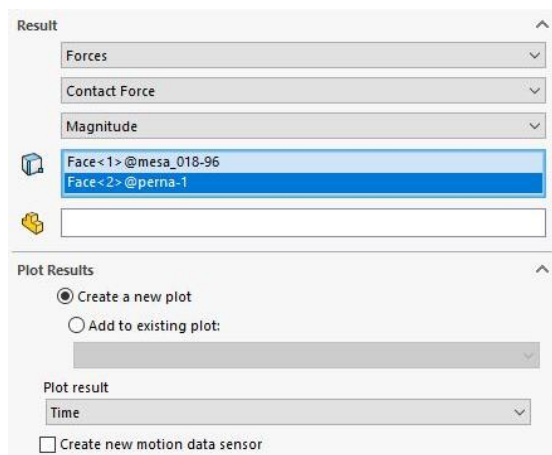 Result
Forces
Contact Force
Magnitude
Face<1>@mesa_018-96
Face<2>@perna-1
Plot Results
Create a new plot
Add to existing plot:
Plot result
Time
Create new motion data sensor